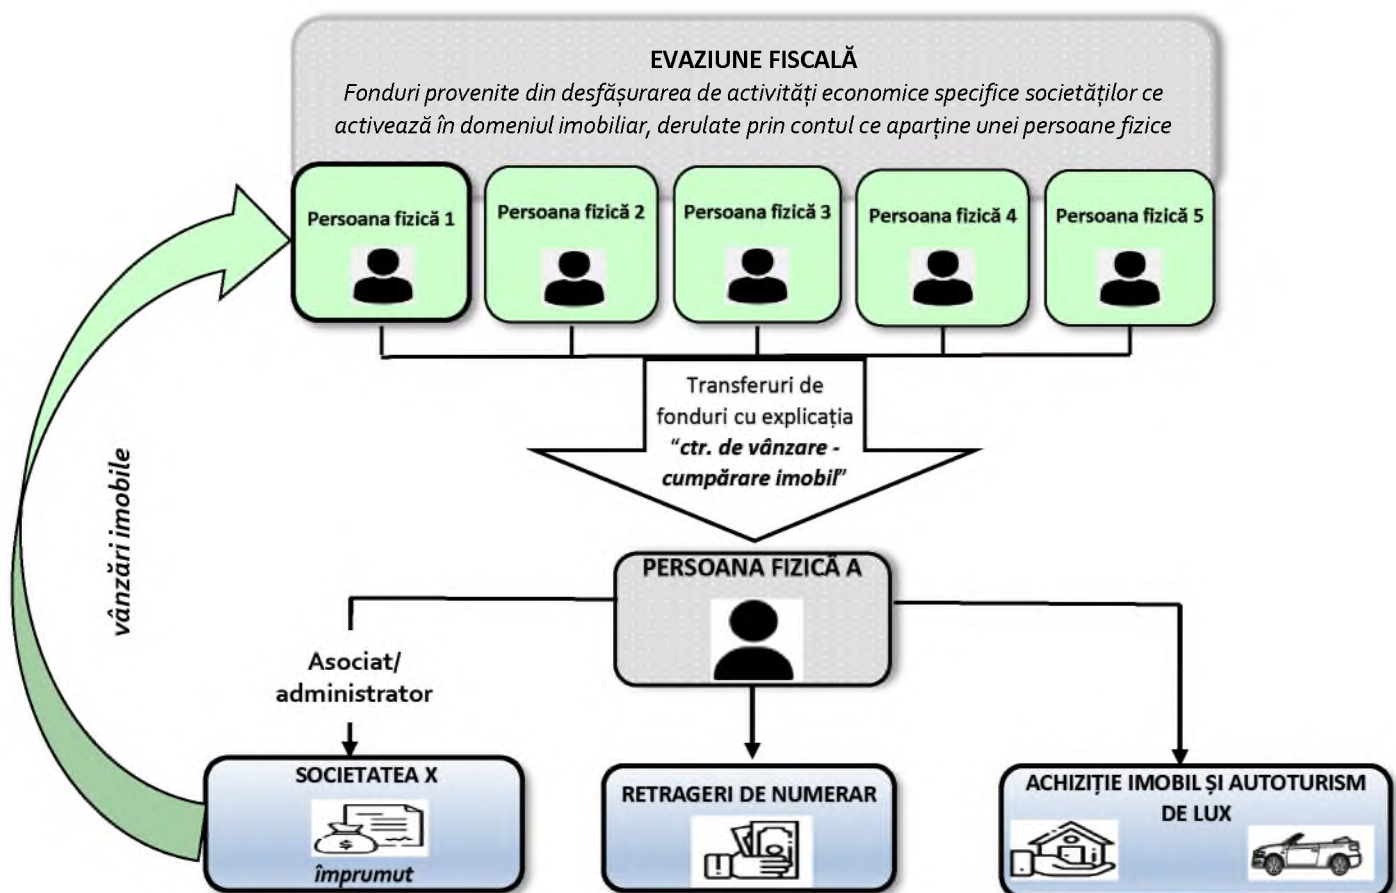 EVAZIUNE FISCALĂ
Fonduri provenite din desfășurarea de activități economice specifice societăților ce
activează în domeniul imobiliar, derulate prin contul ce aparține unei persoane fizice
Persoana fizică 1
Persoana fizică 2
Persoana fizică 3
Persoana fizică 4
Persoana fizică 5
Transferuri de
fonduri cu explicația
“ctr. de vânzare -
cumpărare imobil”
vânzări imobile
PERSOANA FIZICĂ A
Asociat/
administrator
SOCIETATEA X
$
împrumut
RETRAGERI DE NUMERAR
ACHIZIȚIE IMOBIL ȘI AUTOTURISM
DE LUX